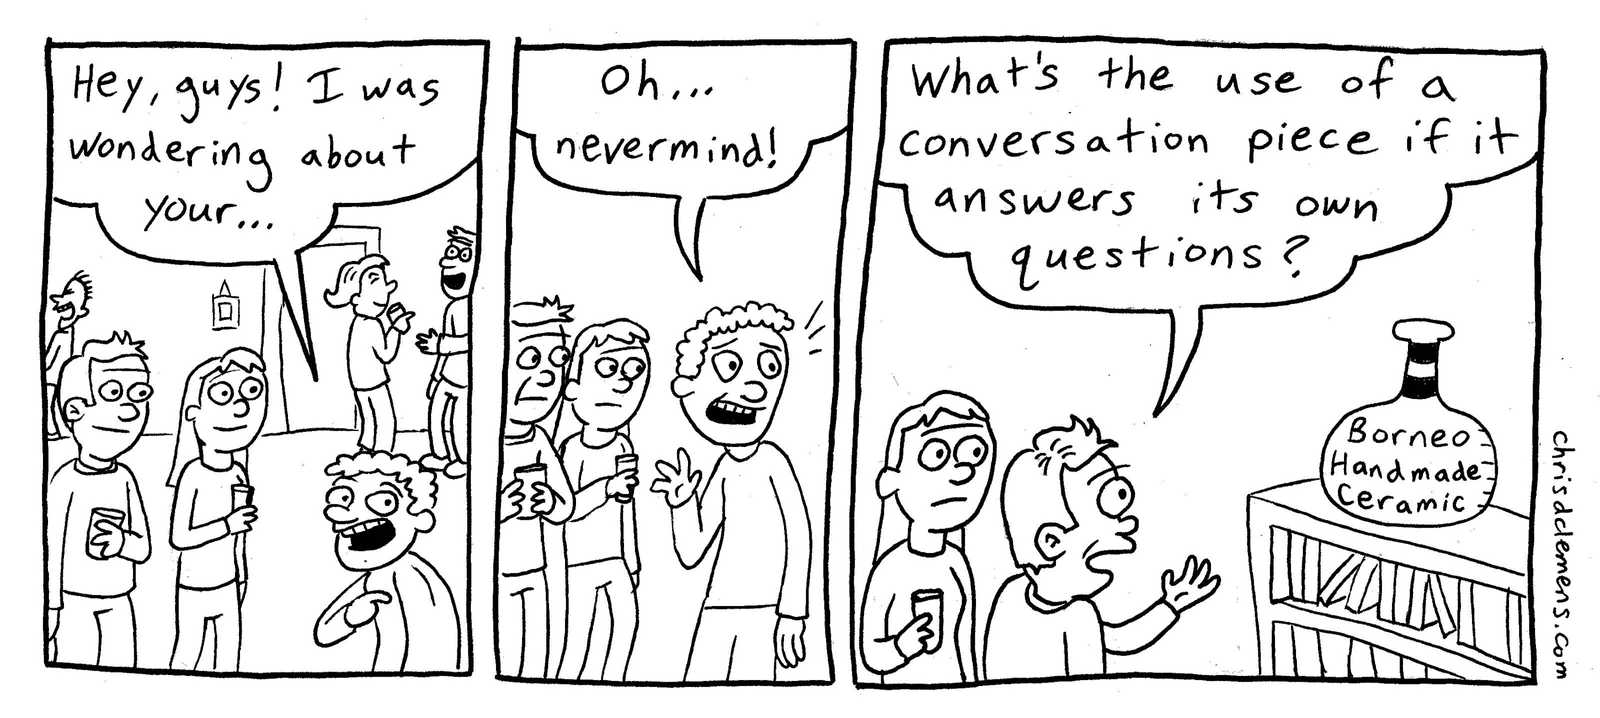 Hey, guys! I was
wondering about
your...
Oh...
nevermind!
What's the use of a
conversation piece if it
answers its own
questions?
Borneo
Handmade
Ceramic
chrisdclemens.com